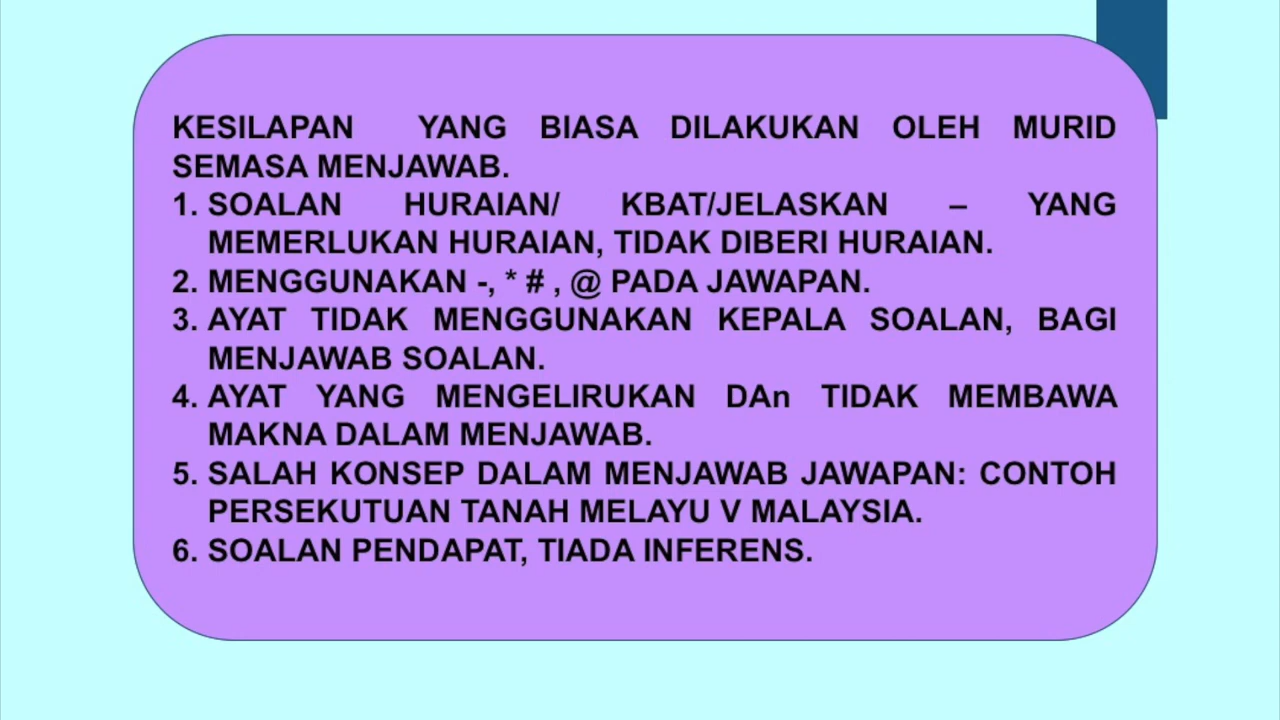 KESILAPAN YANG BIASA DILAKUKAN OLEH MURID
SEMASA MENJAWAB.
1. SOALAN HURAIAN/ KBAT/JELASKAN – YANG
MEMERLUKAN HURAIAN, TIDAK DIBERI HURAIAN.
2. MENGGUNAKAN -, * # , @ PADA JAWAPAN.
3. AYAT TIDAK MENGGUNAKAN KEPALA SOALAN, BAGI
MENJAWAB SOALAN.
4. AYAT YANG MENGELIRUKAN DAn TIDAK MEMBAWA
MAKNA DALAM MENJAWAB.
5. SALAH KONSEP DALAM MENJAWAB JAWAPAN: CONTOH
PERSEKUTUAN TANAH MELAYU V MALAYSIA.
6. SOALAN PENDAPAT, TIADA INFERENS.